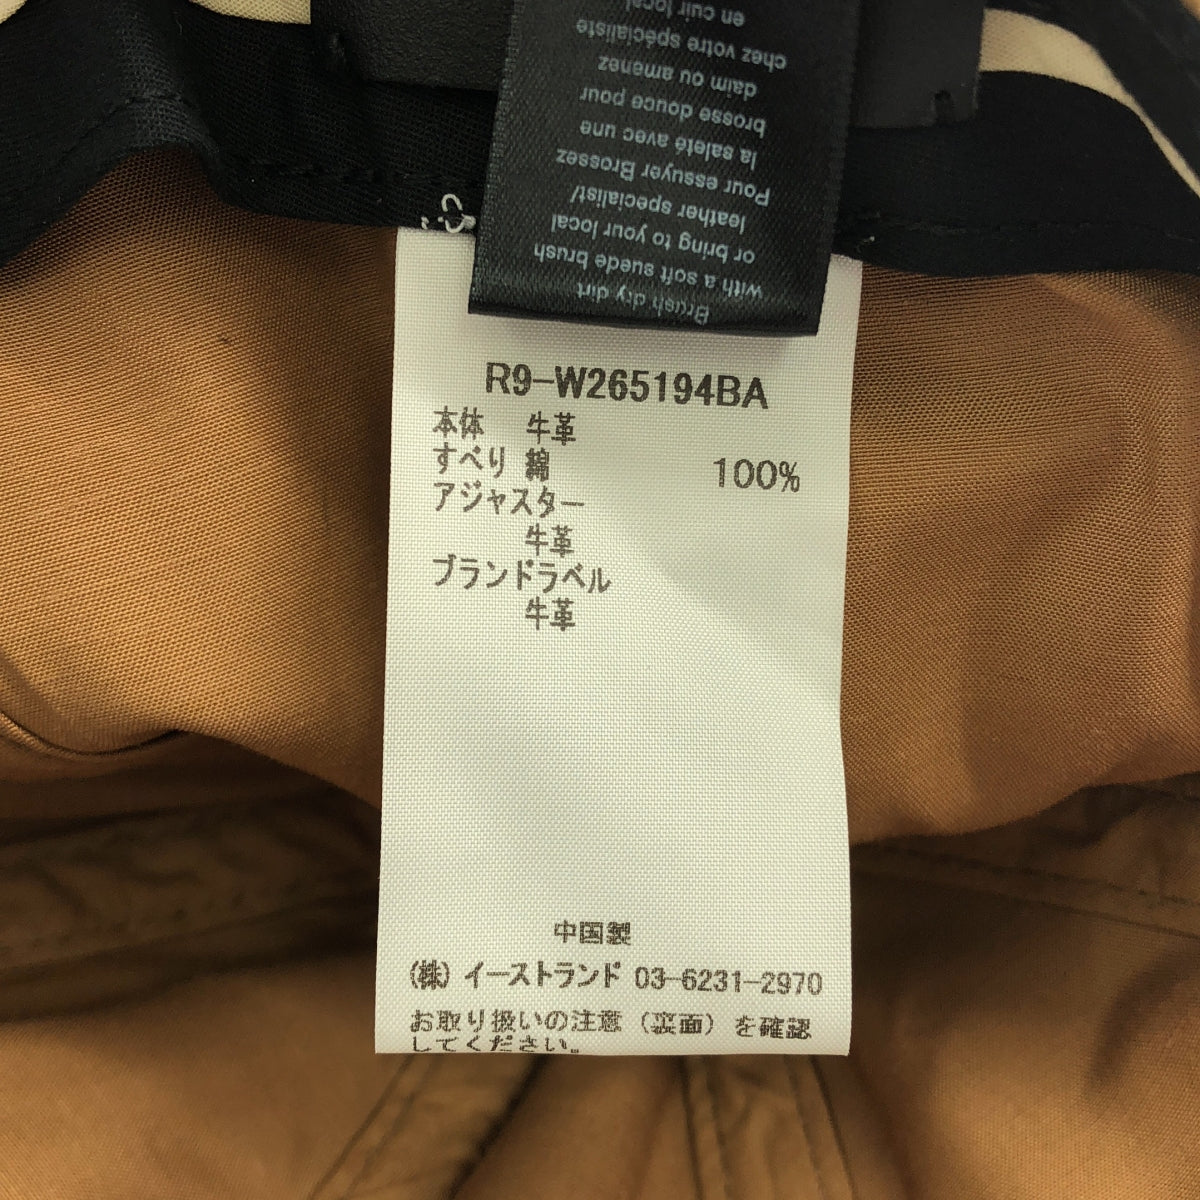 Brush dry dirt
with a soft suede brush
or bring to your local
leather specialist/
Pour essuyer Brossez
la saleté avec une
brosse douce pour
daim ou amenez
chez votre spécialiste
en cuir local
R9-W265194BA
本体 牛革
すべり 綿 100%
アジャスター
牛革
ブランドラベル
牛革
中国製
(株) イーストランド 03-6231-2970
お取り扱いの注意 (裏面) を確認
してください。